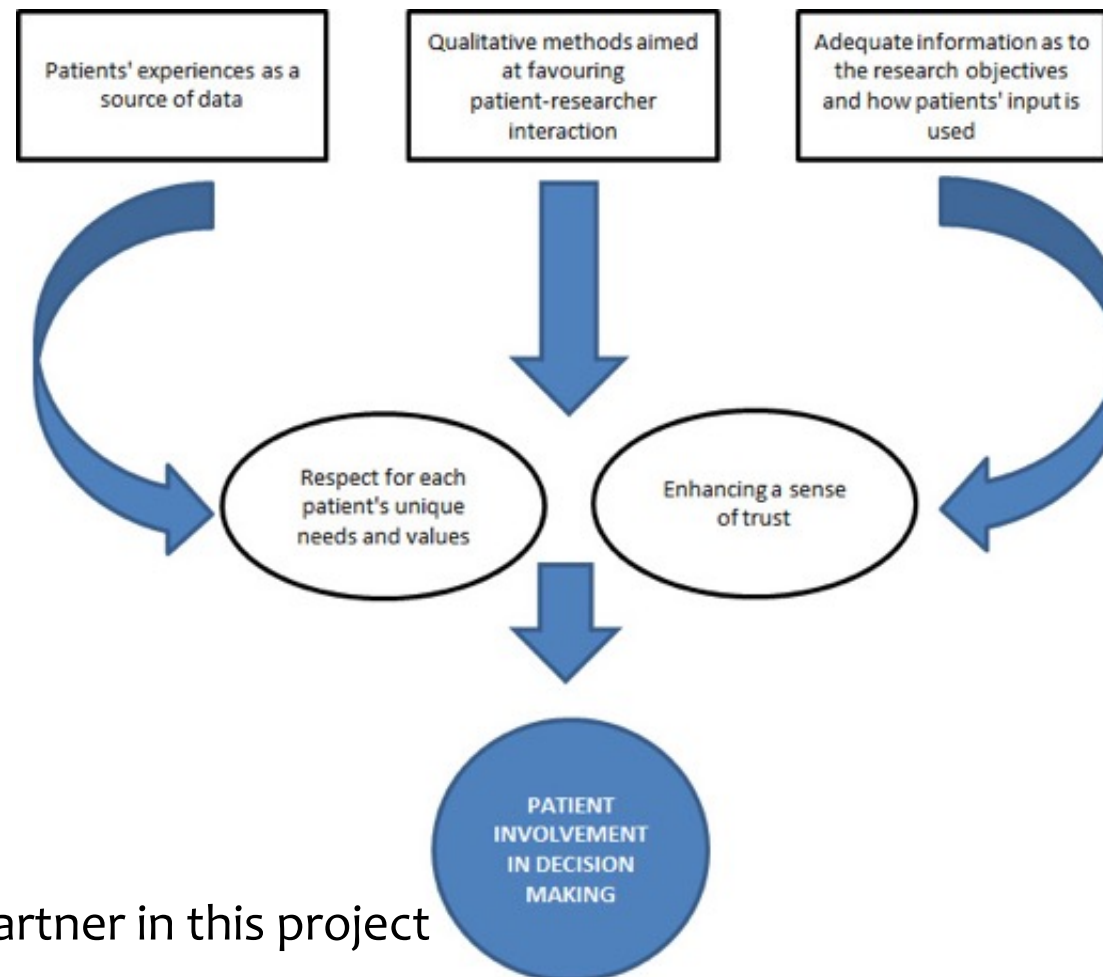 Patients' experiences as a
source of data
Qualitative methods aimed
at favouring
patient-researcher
interaction
Adequate information as to
the research objectives
and how patients' input is
used
Respect for each
patient's unique
needs and values
Enhancing a sense
of trust
PATIENT
INVOLVEMENT
IN DECISION
MAKING
artner in this project